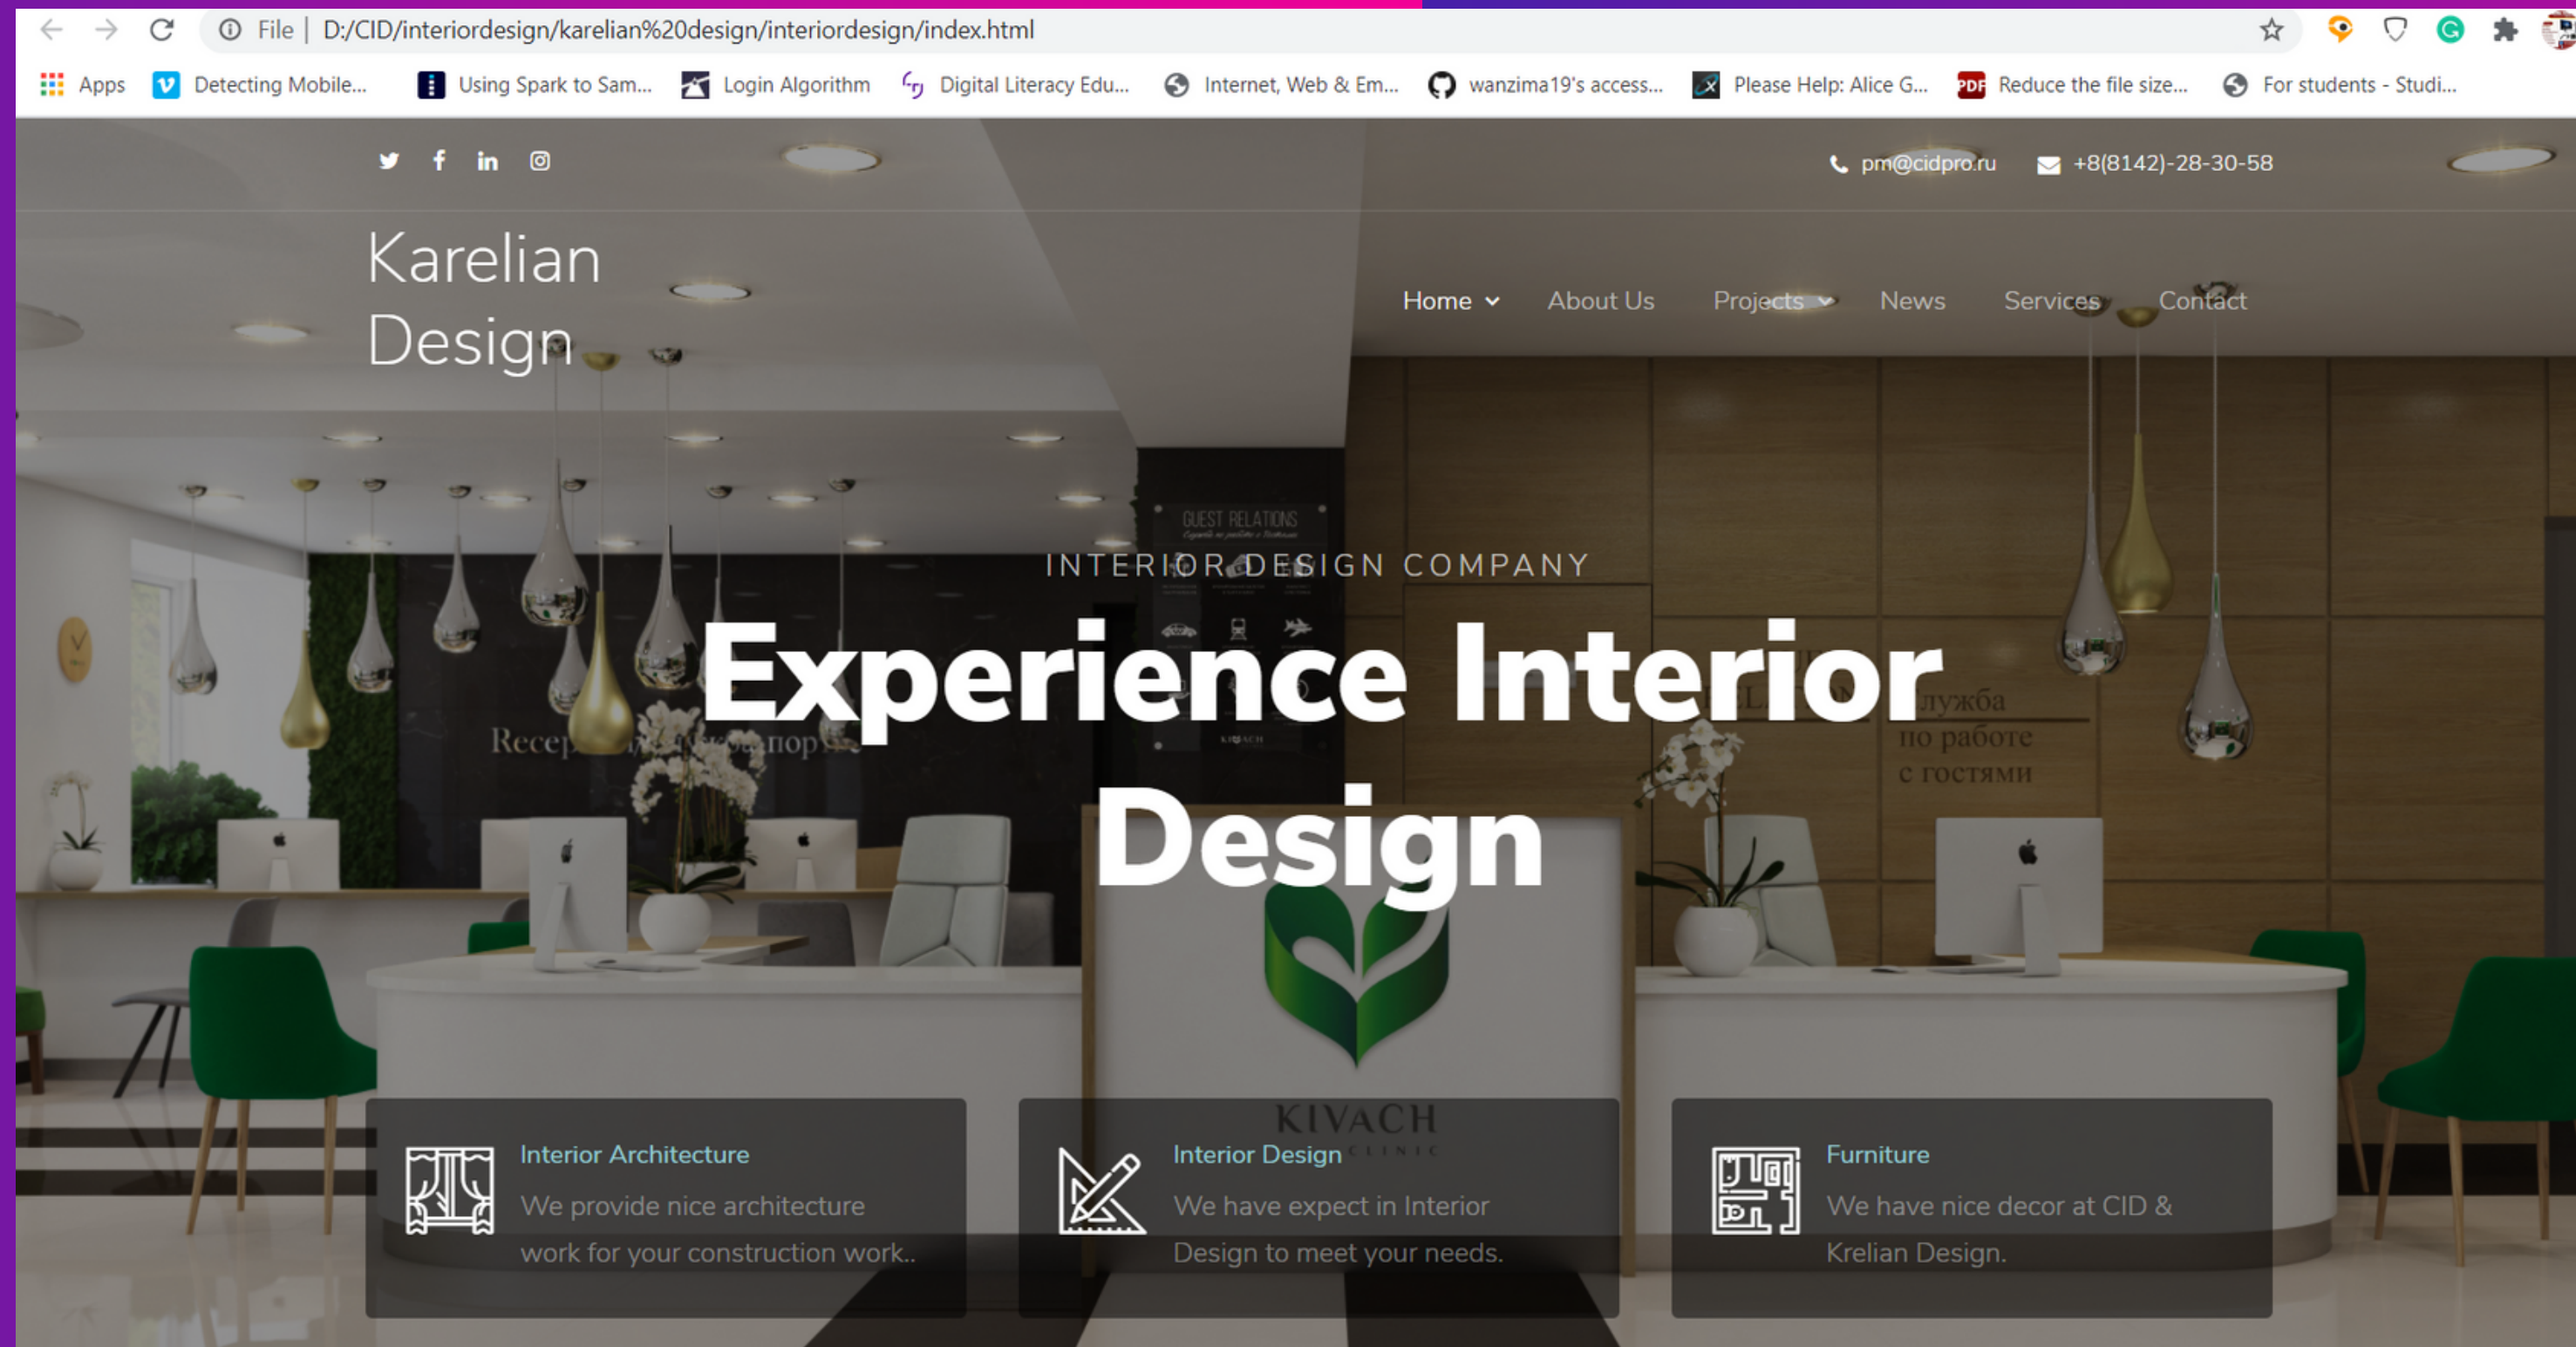 File | D:/CID/interiordesign/karelian%20design/interiordesign/index.html
Apps Detecting Mobile... Using Spark to Sam... Login Algorithm Digital Literacy Edu... Internet, Web & Em... wanzima19's access... Please Help: Alice G... PDF Reduce the file size... For students - Studi...
pm@cidpro.ru +8(8142)-28-30-58
Karelian
Design
Home About Us Projects News Services Contact
GUEST RELATIONS
INTERIOR DESIGN COMPANY
Experience Interior
Design
по работе
с гостями
KIVACH
CLINIC
Interior Architecture
We provide nice architecture
work for your construction work..
Interior Design
We have expect in Interior
Design to meet your needs.
Furniture
We have nice decor at CID &
Krelian Design.